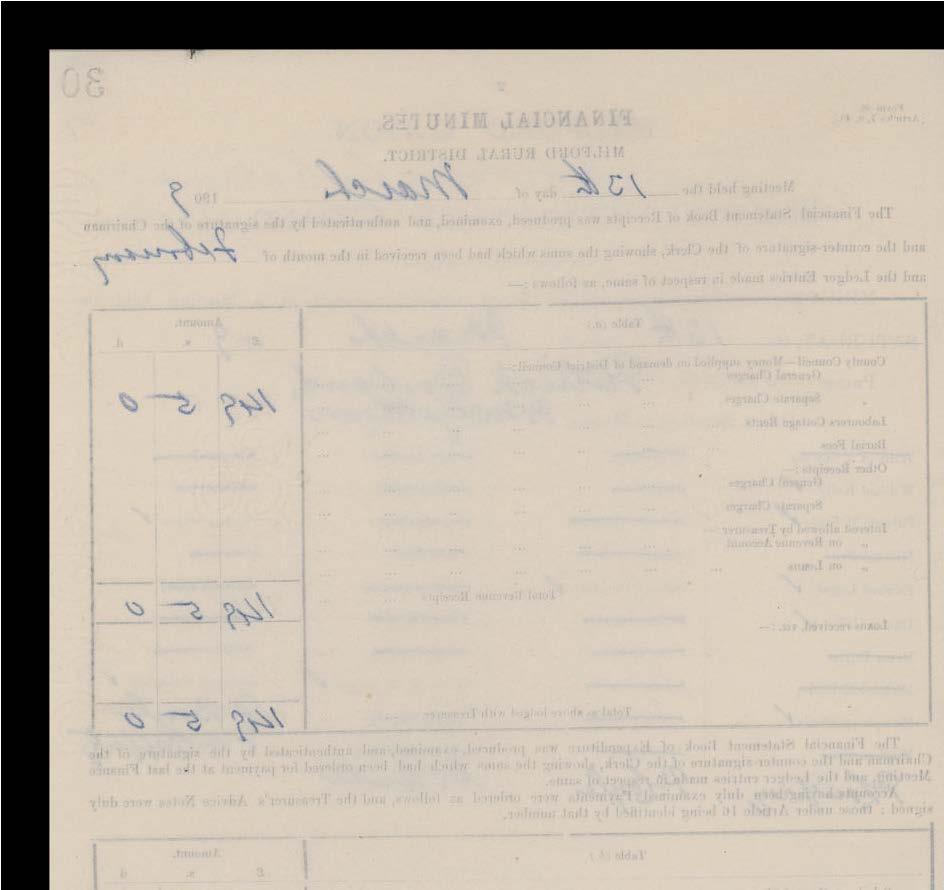 30
2
FINANCIAL MINUTES.
MILFORD RURAL DISTRICT.
Meeting held the 13th day of March 190 9
The Financial Statement Book of Receipts was produced, examined, and authenticated by the signature of the Chairman
and the counter-signature of the Clerk, showing the sums which had been received in the month of February
and the Ledger Entries made in respect of same, as follows :—
Table (a.) Amount.
£ s. d.
County Council—Money supplied on demand of District Council:—
General Charges
„ Separate Charges
149 5 0
Labourers Cottage Rents
Burial Fees
Other Receipts :—
General Charges
Separate Charges
Interest allowed by Treasurer:—
„ on Revenue Account
„ on Loans
Total Revenue Receipts 149 5 0
Loans received, viz. :—
Total as above lodged with Treasurer 149 5 0
The Financial Statement Book of Expenditure was produced, examined, and authenticated by the signature of the
Chairman and the counter-signature of the Clerk, showing the sums which had been ordered for payment at the last Finance
Meeting, and the Ledger entries made in respect of same.
Accounts having been duly examined, Payments were ordered as follows, and the Treasurer's Advice Notes were duly
signed ; those under Article 16 being identified by that number.
Table (b.) Amount.
£ s. d.